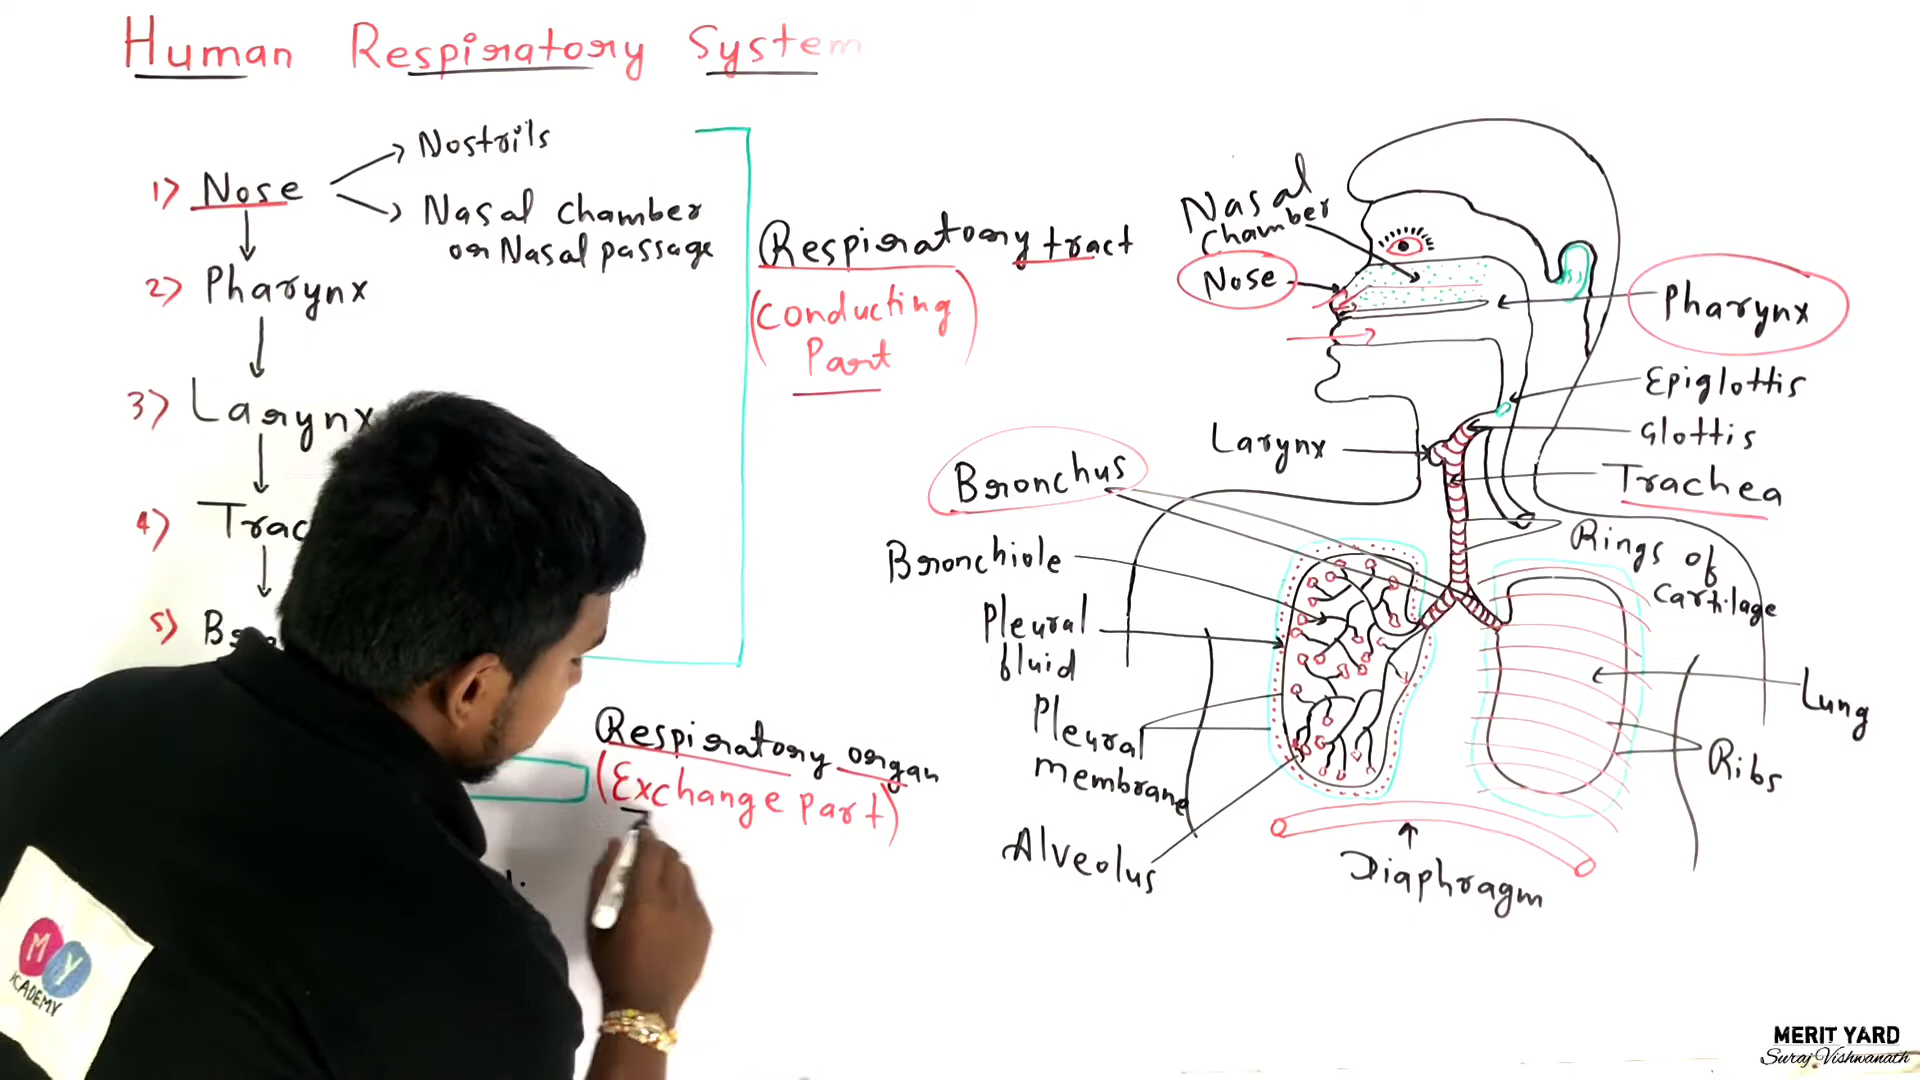 Human Respiratory System
1) Nose
Nostrils
Nasal chamber
or Nasal passage
2) Pharynx
3) Larynx
4)
5)
Respiratory tract
(conducting
Part)
Respiratory organ
(Exchange part)
Nasal
chamber
Nose
Pharynx
Epiglottis
Glottis
Larynx
Trachea
Bronchus
Rings of
cartilage
Bronchiole
Pleural
fluid
Lung
Pleural
membrane
Ribs
Alveolus
Diaphragm
MY
ACADEMY
MERIT YARD
Suraj Vishwanath